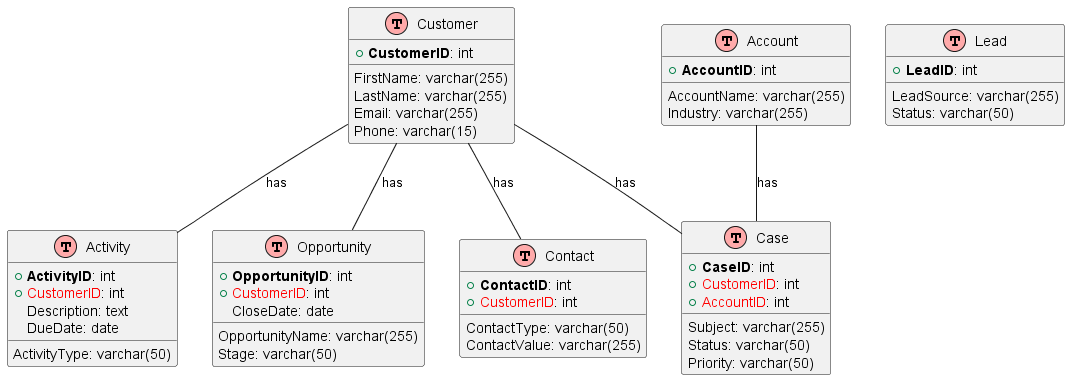 T Customer
CustomerID: int
FirstName: varchar(255)
LastName: varchar(255)
Email: varchar(255)
Phone: varchar(15)
T Account
AccountID: int
AccountName: varchar(255)
Industry: varchar(255)
T Lead
LeadID: int
LeadSource: varchar(255)
Status: varchar(50)
has
has
has
has
has
T Activity
ActivityID: int
CustomerID: int
Description: text
DueDate: date
ActivityType: varchar(50)
T Opportunity
OpportunityID: int
CustomerID: int
CloseDate: date
OpportunityName: varchar(255)
Stage: varchar(50)
T Contact
ContactID: int
CustomerID: int
ContactType: varchar(50)
ContactValue: varchar(255)
T Case
CaseID: int
CustomerID: int
AccountID: int
Subject: varchar(255)
Status: varchar(50)
Priority: varchar(50)